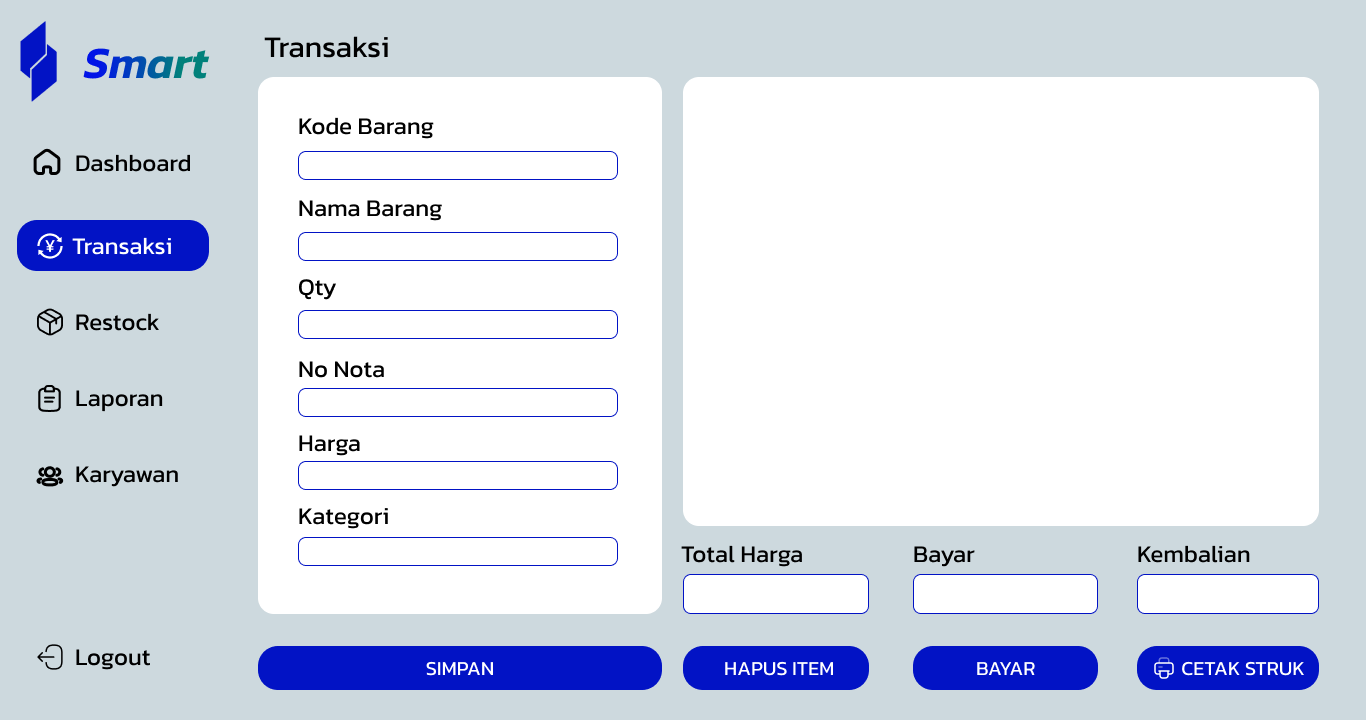 Smart
Dashboard
Transaksi
Restock
Laporan
Karyawan
Logout
Transaksi
Kode Barang
Nama Barang
Qty
No Nota
Harga
Kategori
SIMPAN
Total Harga
Bayar
Kembalian
HAPUS ITEM
BAYAR
CETAK STRUK